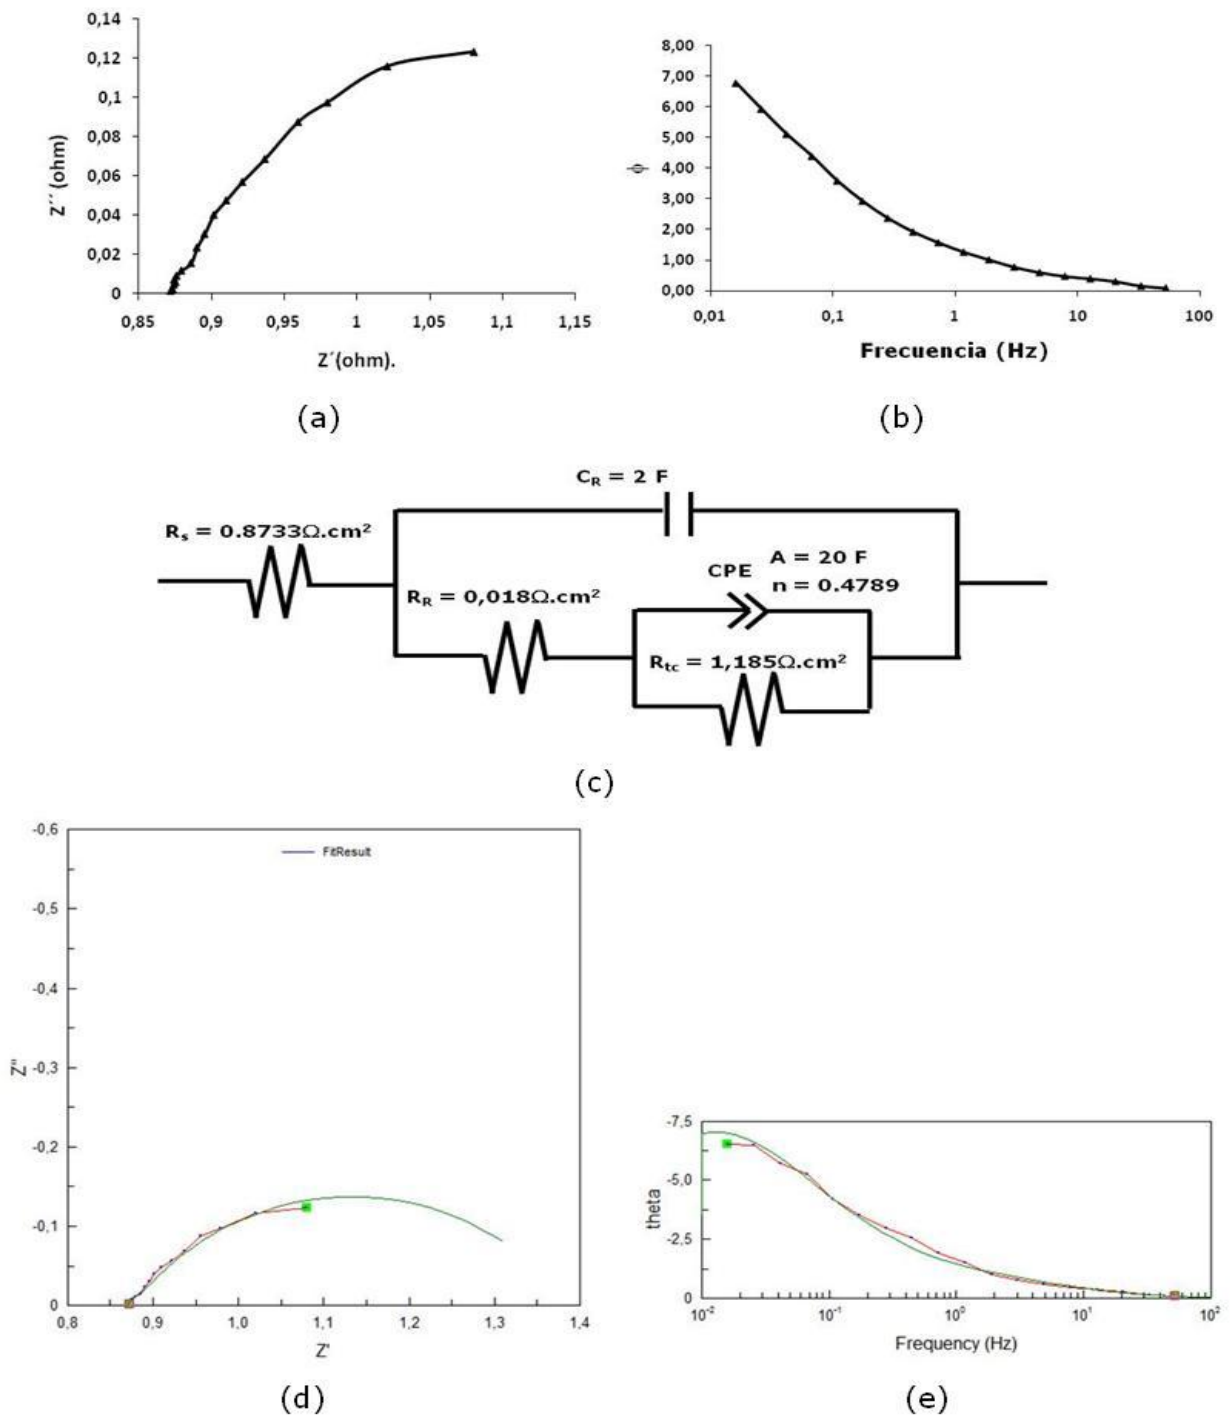 0,14
0,12
0,1
0,08
0,06
0,04
0,02
0
Z´´ (ohm)
0,85 0,9 0,95 1 1,05 1,1 1,15
Z´(ohm).
(a)
8,00
7,00
6,00
5,00
4,00
3,00
2,00
1,00
0,00
ϕ
0,01 0,1 1 10 100
Frecuencia (Hz)
(b)
C_R = 2 F
R_s = 0.8733Ω.cm²
CPE
A = 20 F
n = 0.4789
R_R = 0,018Ω.cm²
R_tc = 1,185Ω.cm²
(c)
-0,6
FitResult
-0,5
-0,4
-0,3
-0,2
-0,1
0
Z''
0,8 0,9 1,0 1,1 1,2 1,3 1,4
Z'
(d)
-7,5
-5,0
-2,5
0
theta
10⁻² 10⁻¹ 10⁰ 10¹ 10²
Frequency (Hz)
(e)